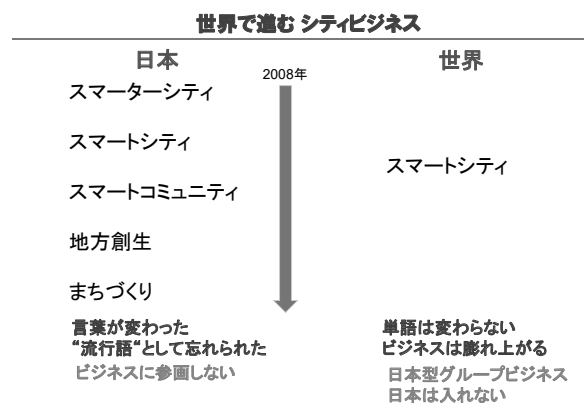 世界で進む シティビジネス
日本
2008年
世界
スマーターシティ
スマートシティ
スマートコミュニティ
地方創生
まちづくり
言葉が変わった
“流行語“として忘れられた
ビジネスに参画しない
スマートシティ
単語は変わらない
ビジネスは膨れ上がる
日本型グループビジネス
日本は入れない